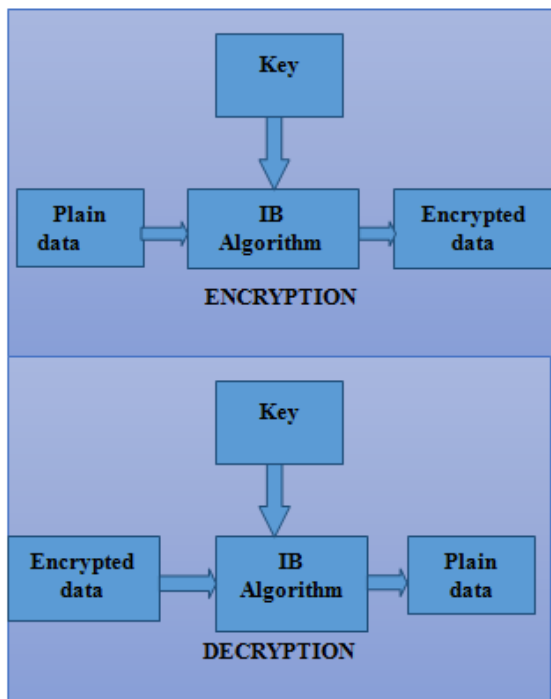 Key
Plain
data
IB
Algorithm
Encrypted
data
ENCRYPTION
Key
Encrypted
data
IB
Algorithm
Plain
data
DECRYPTION